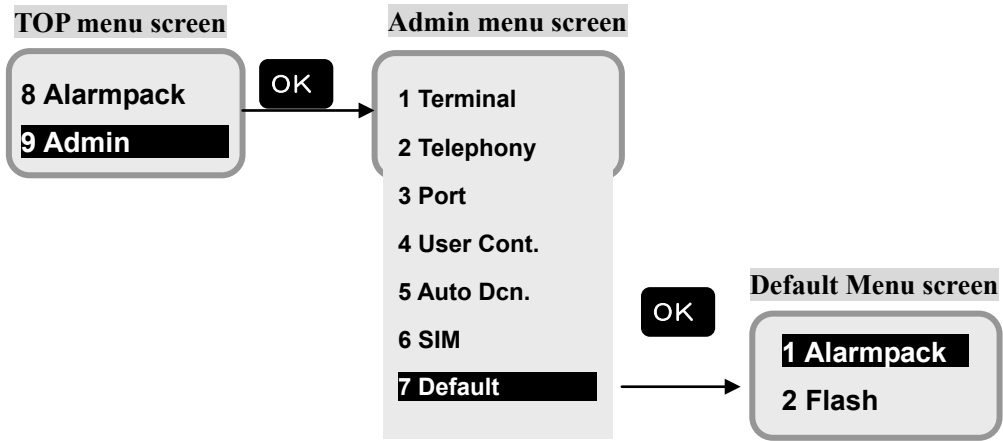 TOP menu screen
8 Alarmpack
9 Admin
OK
Admin menu screen
1 Terminal
2 Telephony
3 Port
4 User Cont.
5 Auto Dcn.
6 SIM
7 Default
OK
Default Menu screen
1 Alarmpack
2 Flash